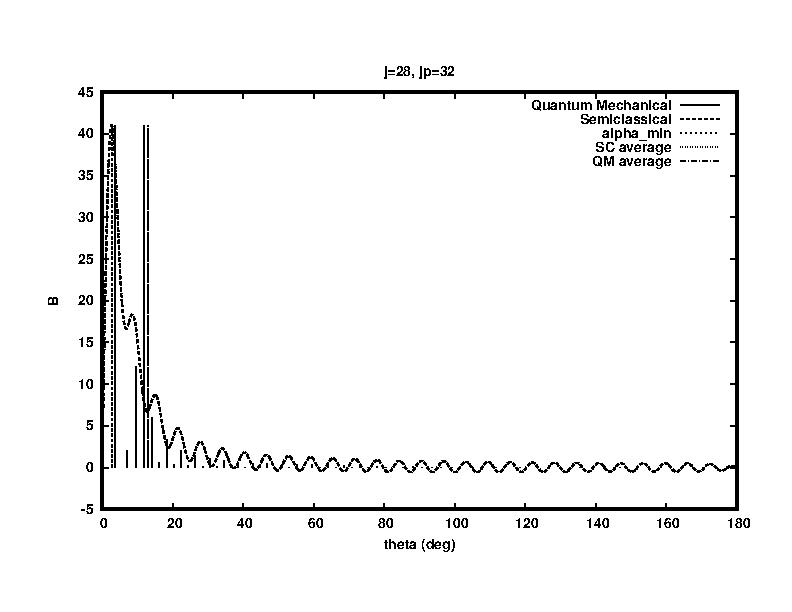 j=28, jp=32
45
40
35
30
25
20
15
10
5
0
-5
B
Quantum Mechanical
Semiclassical
alpha_min
SC average
QM average
0 20 40 60 80 100 120 140 160 180
theta (deg)